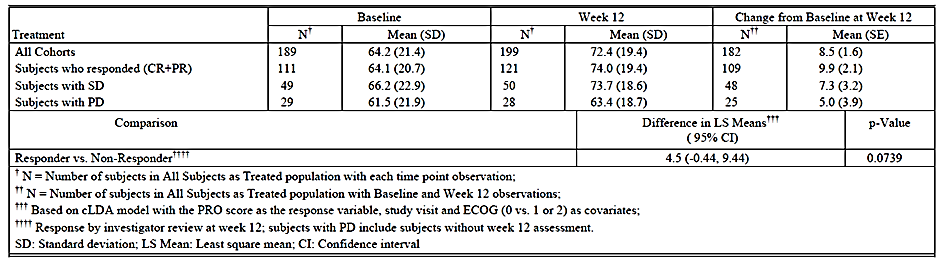 Baseline Week 12 Change from Baseline at Week 12
Treatment N† Mean (SD) N† Mean (SD) N†† Mean (SE)
All Cohorts 189 64.2 (21.4) 199 72.4 (19.4) 182 8.5 (1.6)
Subjects who responded (CR+PR) 111 64.1 (20.7) 121 74.0 (19.4) 109 9.9 (2.1)
Subjects with SD 49 66.2 (22.9) 50 73.7 (18.6) 48 7.3 (3.2)
Subjects with PD 29 61.5 (21.9) 28 63.4 (18.7) 25 5.0 (3.9)
Comparison Difference in LS Means††† p-Value
( 95% CI)
Responder vs. Non-Responder†††† 4.5 (-0.44, 9.44) 0.0739
† N = Number of subjects in All Subjects as Treated population with each time point observation;
†† N = Number of subjects in All Subjects as Treated population with Baseline and Week 12 observations;
††† Based on cLDA model with the PRO score as the response variable, study visit and ECOG (0 vs. 1 or 2) as covariates;
†††† Response by investigator review at week 12; subjects with PD include subjects without week 12 assessment.
SD: Standard deviation; LS Mean: Least square mean; CI: Confidence interval